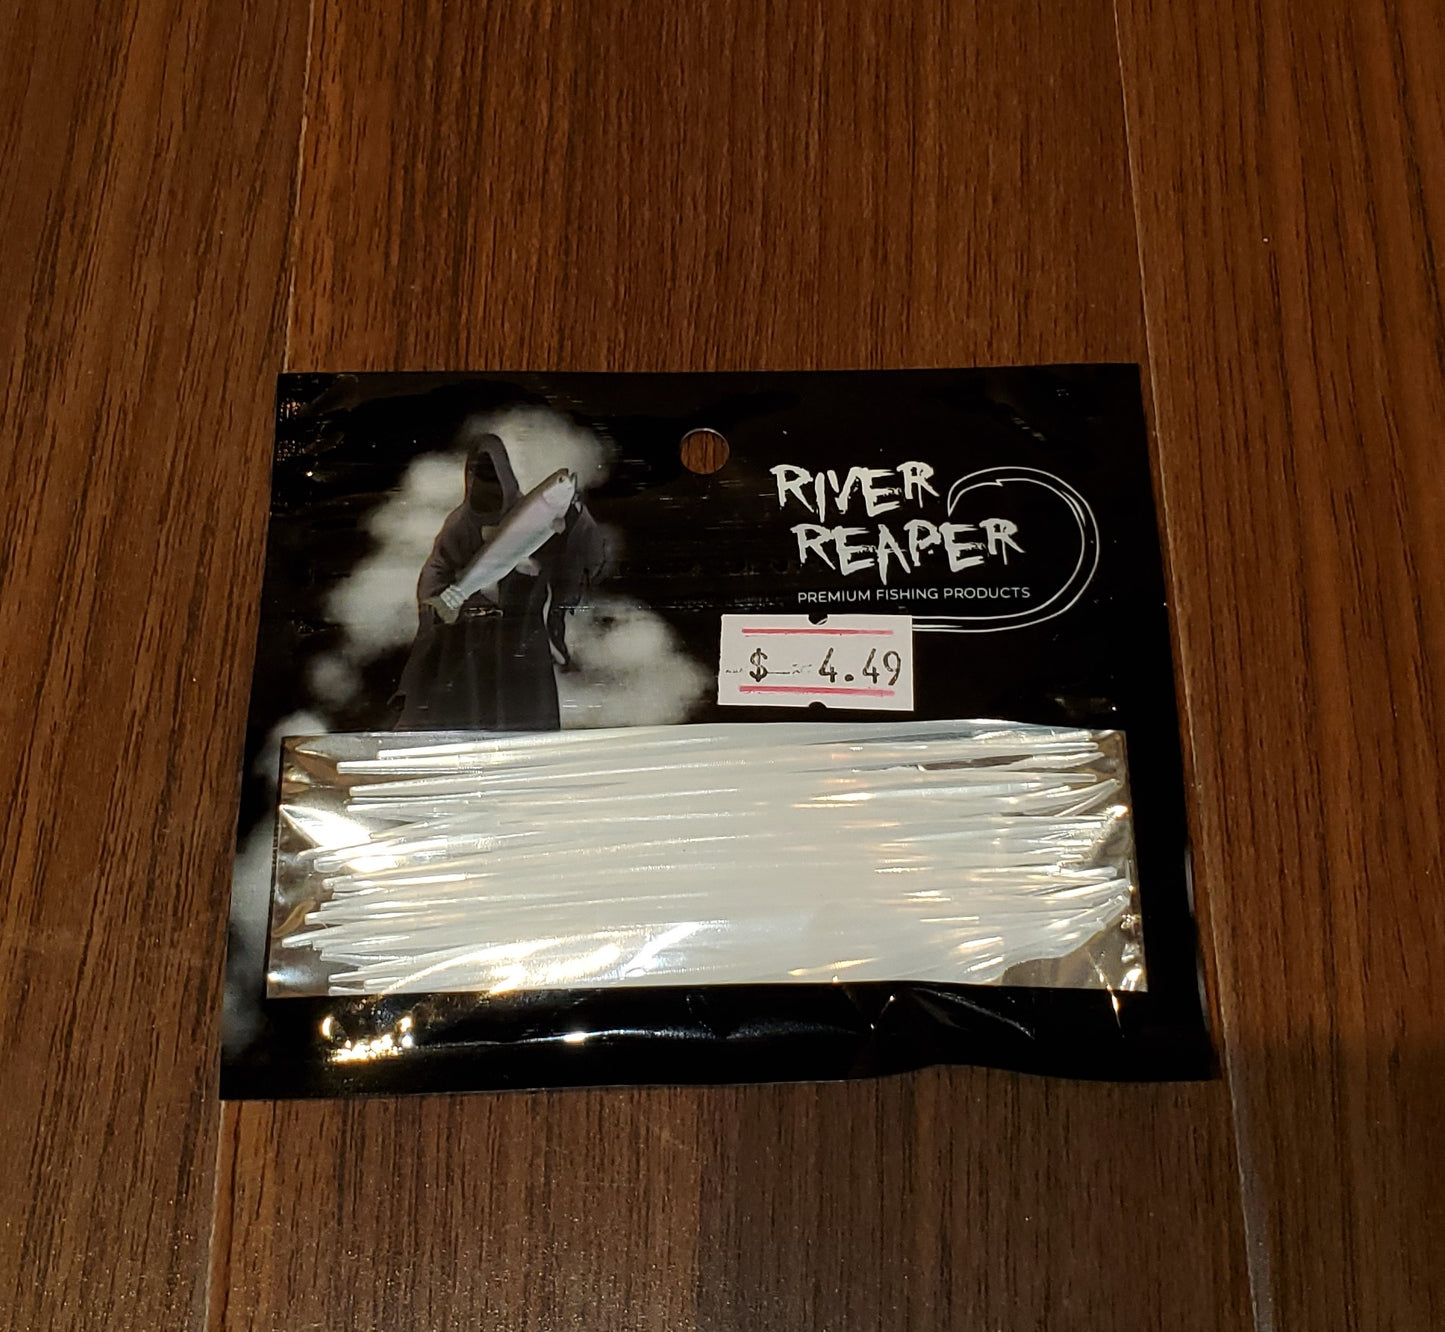 RIVER
REAPER
PREMIUM FISHING PRODUCTS
$ 4.49